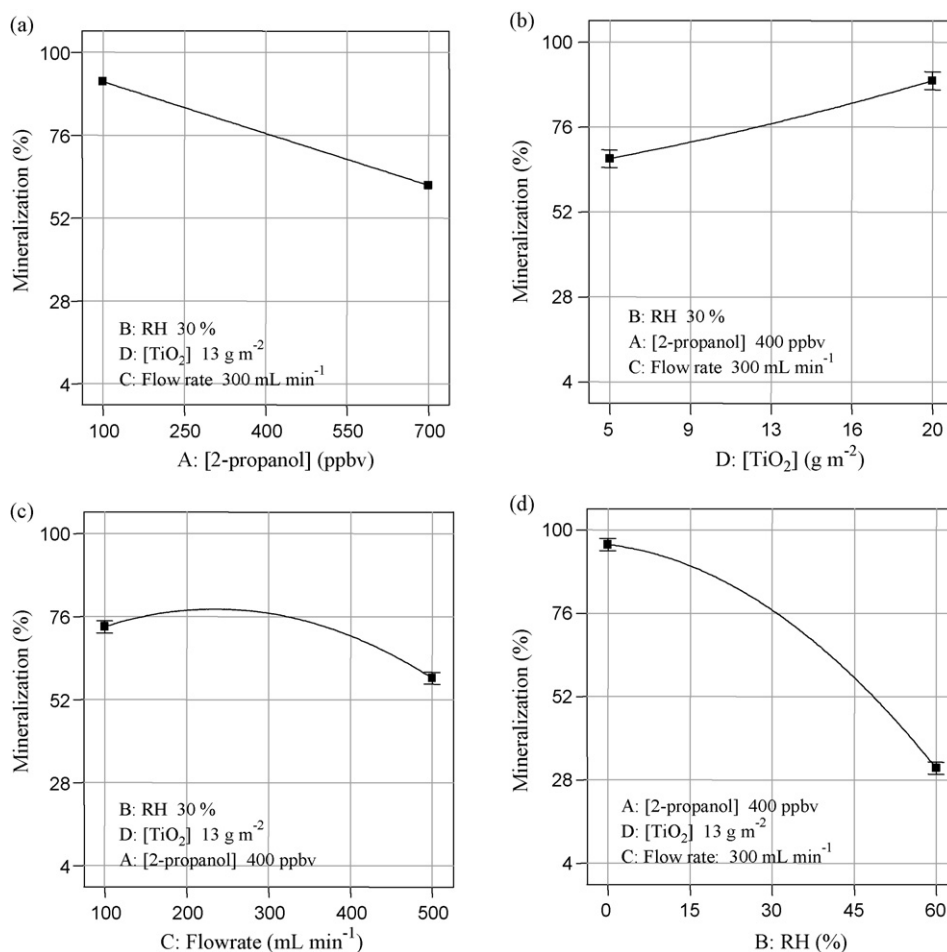 (a)
100
76
52
28
4
Mineralization (%)
B: RH 30 %
D: [TiO₂] 13 g m⁻²
C: Flow rate 300 mL min⁻¹
100 250 400 550 700
A: [2-propanol] (ppbv)
(b)
100
76
52
28
4
Mineralization (%)
B: RH 30 %
A: [2-propanol] 400 ppbv
C: Flow rate 300 mL min⁻¹
5 9 13 16 20
D: [TiO₂] (g m⁻²)
(c)
100
76
52
28
4
Mineralization (%)
B: RH 30 %
D: [TiO₂] 13 g m⁻²
A: [2-propanol] 400 ppbv
100 200 300 400 500
C: Flowrate (mL min⁻¹)
(d)
100
76
52
28
4
Mineralization (%)
A: [2-propanol] 400 ppbv
D: [TiO₂] 13 g m⁻²
C: Flow rate: 300 mL min⁻¹
0 15 30 45 60
B: RH (%)